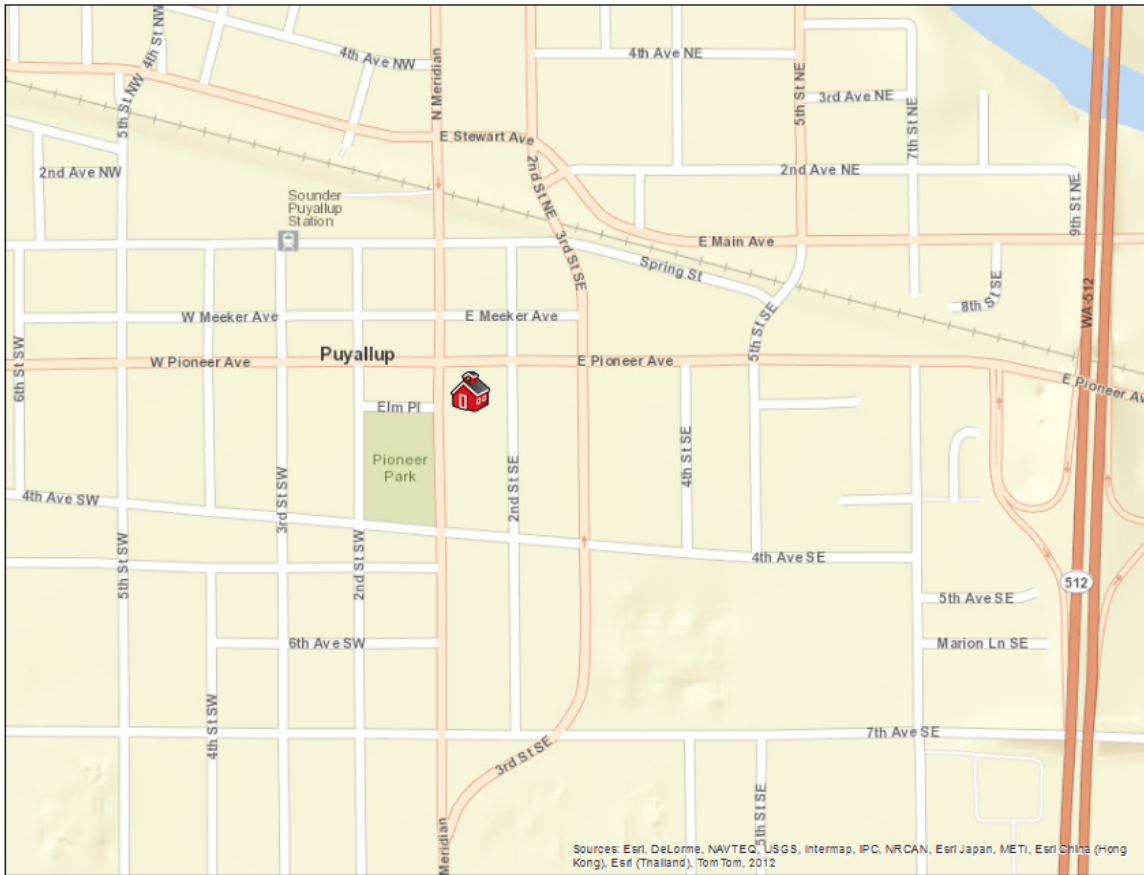 4th St NW
4th Ave NW
N Meridian
4th Ave NE
5th St NE
3rd Ave NE
7th St NE
5th St NW
E Stewart Ave
2nd Ave NW
2nd St NE
2nd Ave NE
9th St NE
Sounder
Puyallup
Station
3rd St SE
E Main Ave
Spring St
8th St SE
WA-512
W Meeker Ave
E Meeker Ave
5th St SE
6th St SW
W Pioneer Ave
Puyallup
E Pioneer Ave
E Pioneer Av
Elm Pl
Pioneer
Park
4th St SE
2nd St SE
3rd St SW
4th Ave SW
5th St SW
2nd St SW
4th Ave SE
512
5th Ave SE
6th Ave SW
Marion Ln SE
4th St SW
7th Ave SE
3rd St SE
5th St SE
Meridian
Sources: Esri, DeLorme, NAVTEQ, USGS, Intermap, iPC, NRCAN, Esri Japan, METI, Esri China (Hong
Kong), Esri (Thailand), TomTom, 2012